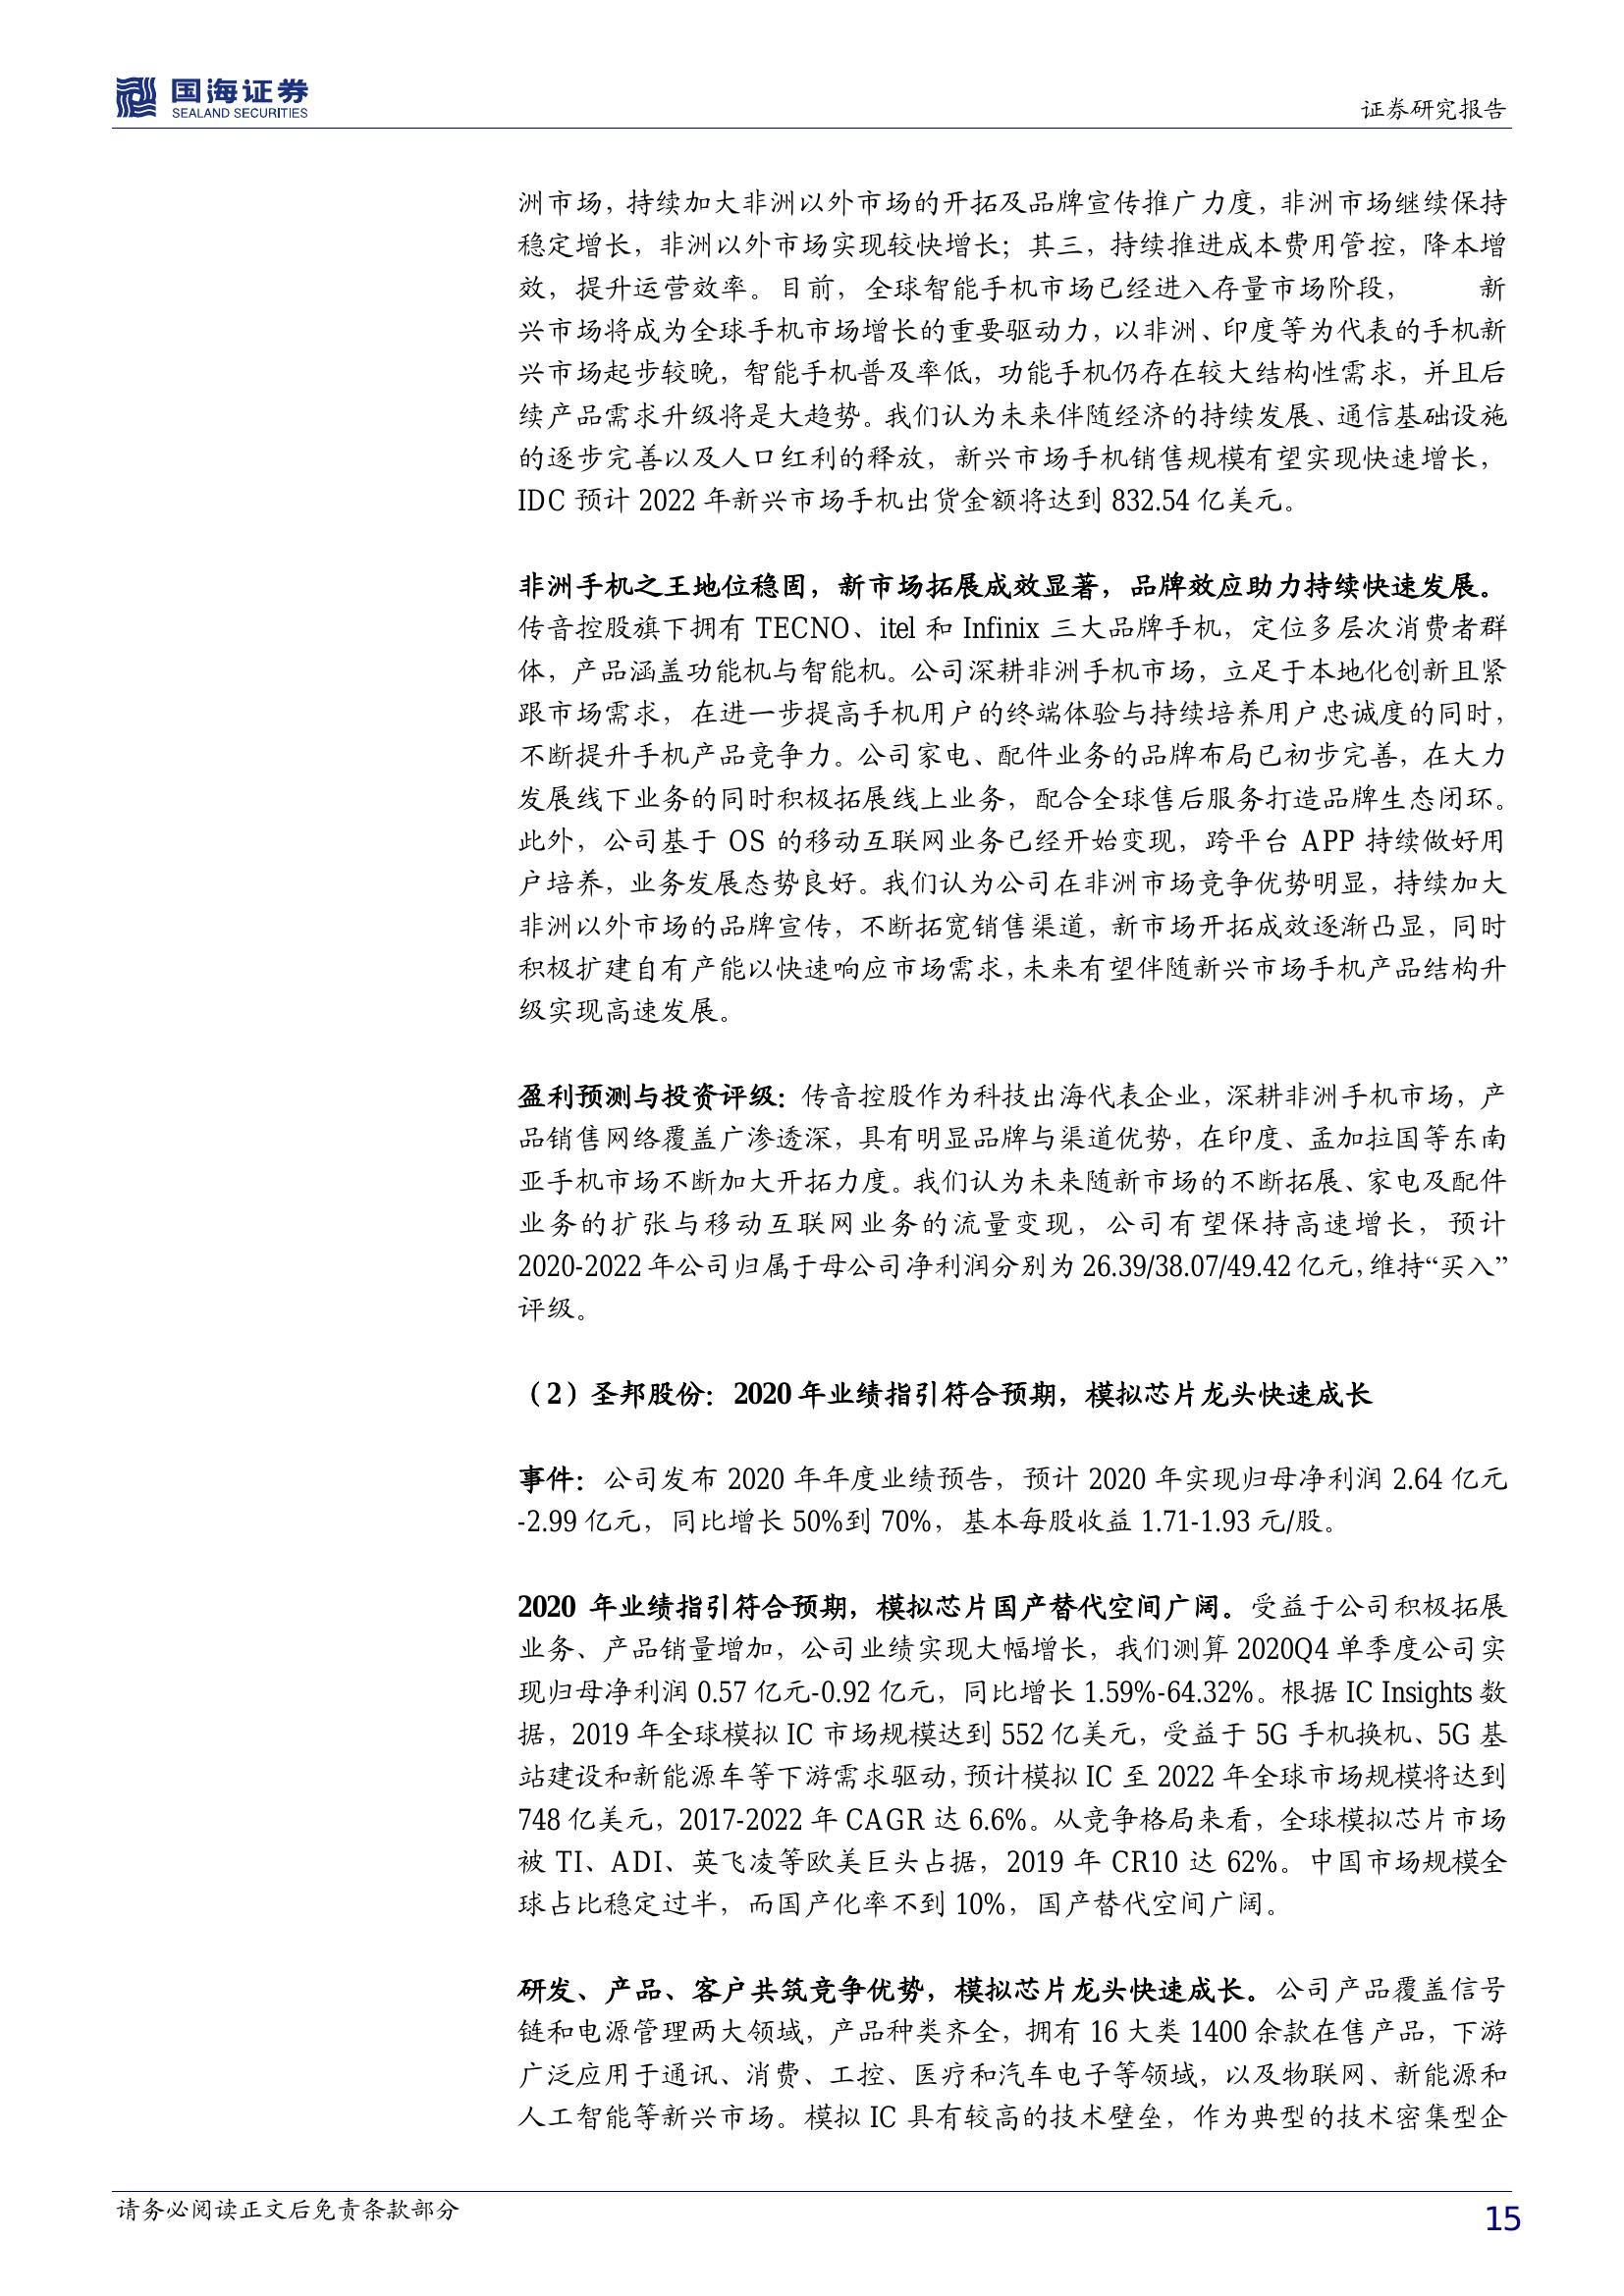 国海证券
SEALAND SECURITIES
证券研究报告
洲市场，持续加大非洲以外市场的开拓及品牌宣传推广力度，非洲市场继续保持
稳定增长，非洲以外市场实现较快增长；其三，持续推进成本费用管控，降本增
效，提升运营效率。目前，全球智能手机市场已经进入存量市场阶段， 新
兴市场将成为全球手机市场增长的重要驱动力，以非洲、印度等为代表的手机新
兴市场起步较晚，智能手机普及率低，功能手机仍存在较大结构性需求，并且后
续产品需求升级将是大趋势。我们认为未来伴随经济的持续发展、通信基础设施
的逐步完善以及人口红利的释放，新兴市场手机销售规模有望实现快速增长，
IDC 预计 2022 年新兴市场手机出货金额将达到 832.54 亿美元。
非洲手机之王地位稳固，新市场拓展成效显著，品牌效应助力持续快速发展。
传音控股旗下拥有 TECNO、itel 和 Infinix 三大品牌手机，定位多层次消费者群
体，产品涵盖功能机与智能机。公司深耕非洲手机市场，立足于本地化创新且紧
跟市场需求，在进一步提高手机用户的终端体验与持续培养用户忠诚度的同时，
不断提升手机产品竞争力。公司家电、配件业务的品牌布局已初步完善，在大力
发展线下业务的同时积极拓展线上业务，配合全球售后服务打造品牌生态闭环。
此外，公司基于 OS 的移动互联网业务已经开始变现，跨平台 APP 持续做好用
户培养，业务发展态势良好。我们认为公司在非洲市场竞争优势明显，持续加大
非洲以外市场的品牌宣传，不断拓宽销售渠道，新市场开拓成效逐渐凸显，同时
积极扩建自有产能以快速响应市场需求，未来有望伴随新兴市场手机产品结构升
级实现高速发展。
盈利预测与投资评级：传音控股作为科技出海代表企业，深耕非洲手机市场，产
品销售网络覆盖广渗透深，具有明显品牌与渠道优势，在印度、孟加拉国等东南
亚手机市场不断加大开拓力度。我们认为未来随新市场的不断拓展、家电及配件
业务的扩张与移动互联网业务的流量变现，公司有望保持高速增长，预计
2020-2022 年公司归属于母公司净利润分别为 26.39/38.07/49.42 亿元，维持“买入”
评级。
（2）圣邦股份：2020 年业绩指引符合预期，模拟芯片龙头快速成长
事件：公司发布 2020 年年度业绩预告，预计 2020 年实现归母净利润 2.64 亿元
-2.99 亿元，同比增长 50%到 70%，基本每股收益 1.71-1.93 元/股。
2020 年业绩指引符合预期，模拟芯片国产替代空间广阔。受益于公司积极拓展
业务、产品销量增加，公司业绩实现大幅增长，我们测算 2020Q4 单季度公司实
现归母净利润 0.57 亿元-0.92 亿元，同比增长 1.59%-64.32%。根据 IC Insights 数
据，2019 年全球模拟 IC 市场规模达到 552 亿美元，受益于 5G 手机换机、5G 基
站建设和新能源车等下游需求驱动，预计模拟 IC 至 2022 年全球市场规模将达到
748 亿美元，2017-2022 年 CAGR 达 6.6%。从竞争格局来看，全球模拟芯片市场
被 TI、ADI、英飞凌等欧美巨头占据，2019 年 CR10 达 62%。中国市场规模全
球占比稳定过半，而国产化率不到 10%，国产替代空间广阔。
研发、产品、客户共筑竞争优势，模拟芯片龙头快速成长。公司产品覆盖信号
链和电源管理两大领域，产品种类齐全，拥有 16 大类 1400 余款在售产品，下游
广泛应用于通讯、消费、工控、医疗和汽车电子等领域，以及物联网、新能源和
人工智能等新兴市场。模拟 IC 具有较高的技术壁垒，作为典型的技术密集型企
请务必阅读正文后免责条款部分
15